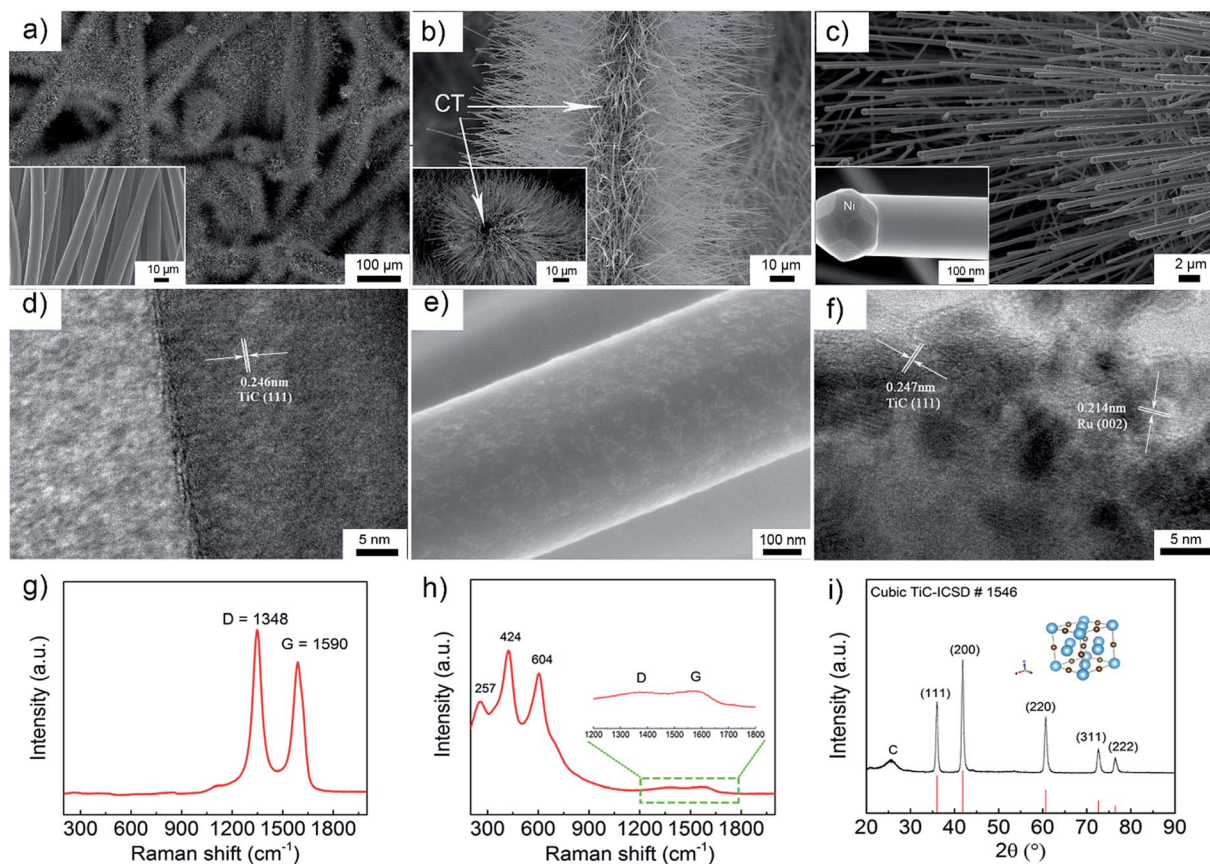 a)
10 μm
100 μm
b)
CT
10 μm
10 μm
c)
Ni
100 nm
2 μm
d)
0.246nm
TiC (111)
5 nm
e)
100 nm
f)
0.247nm
TiC (111)
0.214nm
Ru (002)
5 nm
g)
D = 1348
G = 1590
Intensity (a.u.)
200 600 1000 1400 1800
Raman shift (cm⁻¹)
h)
424
604
257
D G
1200 1300 1400 1500 1600 1700 1800
Intensity (a.u.)
300 600 900 1200 1500 1800
Raman shift (cm⁻¹)
i)
Cubic TiC-ICSD # 1546
(200)
(111)
(220)
(311)
(222)
C
Intensity (a.u.)
20 30 40 50 60 70 80 90
2θ (°)